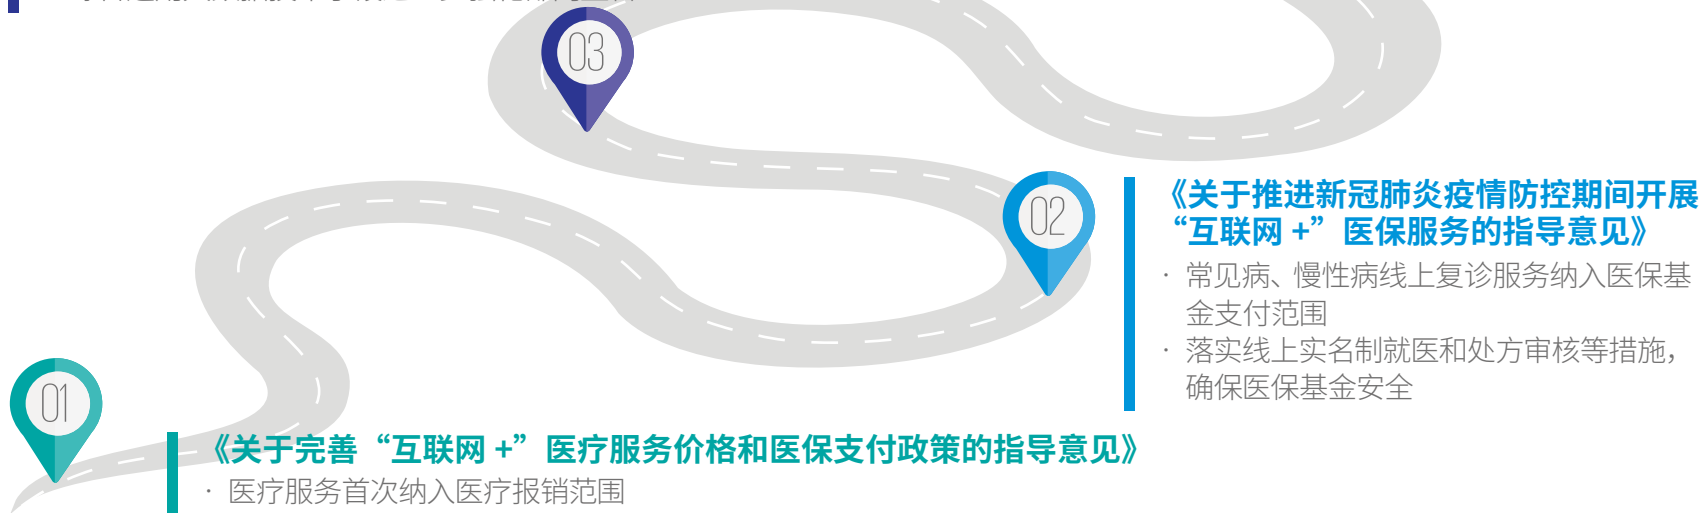 03
02
《关于推进新冠肺炎疫情防控期间开展
“互联网 +”医保服务的指导意见》
· 常见病、慢性病线上复诊服务纳入医保基
金支付范围
· 落实线上实名制就医和处方审核等措施，
确保医保基金安全
01
《关于完善“互联网 +”医疗服务价格和医保支付政策的指导意见》
· 医疗服务首次纳入医疗报销范围